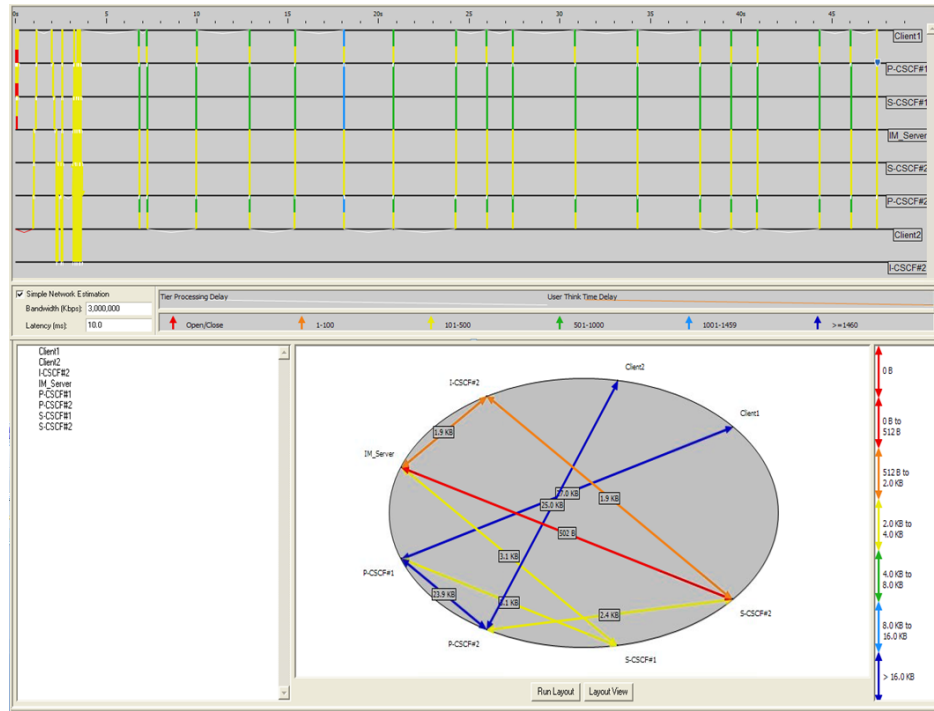 0s 5 10s 15 20s 25 30s 35 40s 45
Client1
P-CSCF#1
S-CSCF#1
IM_Server
S-CSCF#2
P-CSCF#2
Client2
I-CSCF#2
Simple Network Estimation
Bandwidth (Kbps): 3,000,000
Latency (ms): 10.0
Tier Processing Delay User Think Time Delay
Open/Close 1-100 101-500 501-1000 1001-1459 >=1460
Client1
Client2
I-CSCF#2
IM_Server
P-CSCF#1
P-CSCF#2
S-CSCF#1
S-CSCF#2
Client2
I-CSCF#2
Client1
1.9 KB
IM_Server
KB
1.9 KB
25.0 KB
502 B
3.1 KB
P-CSCF#1
23.9 KB
KB
2.4 KB
S-CSCF#2
P-CSCF#2
S-CSCF#1
Run Layout Layout View
0 B
0 B to
512 B
512 B to
2.0 KB
2.0 KB to
4.0 KB
4.0 KB to
8.0 KB
8.0 KB to
16.0 KB
> 16.0 KB